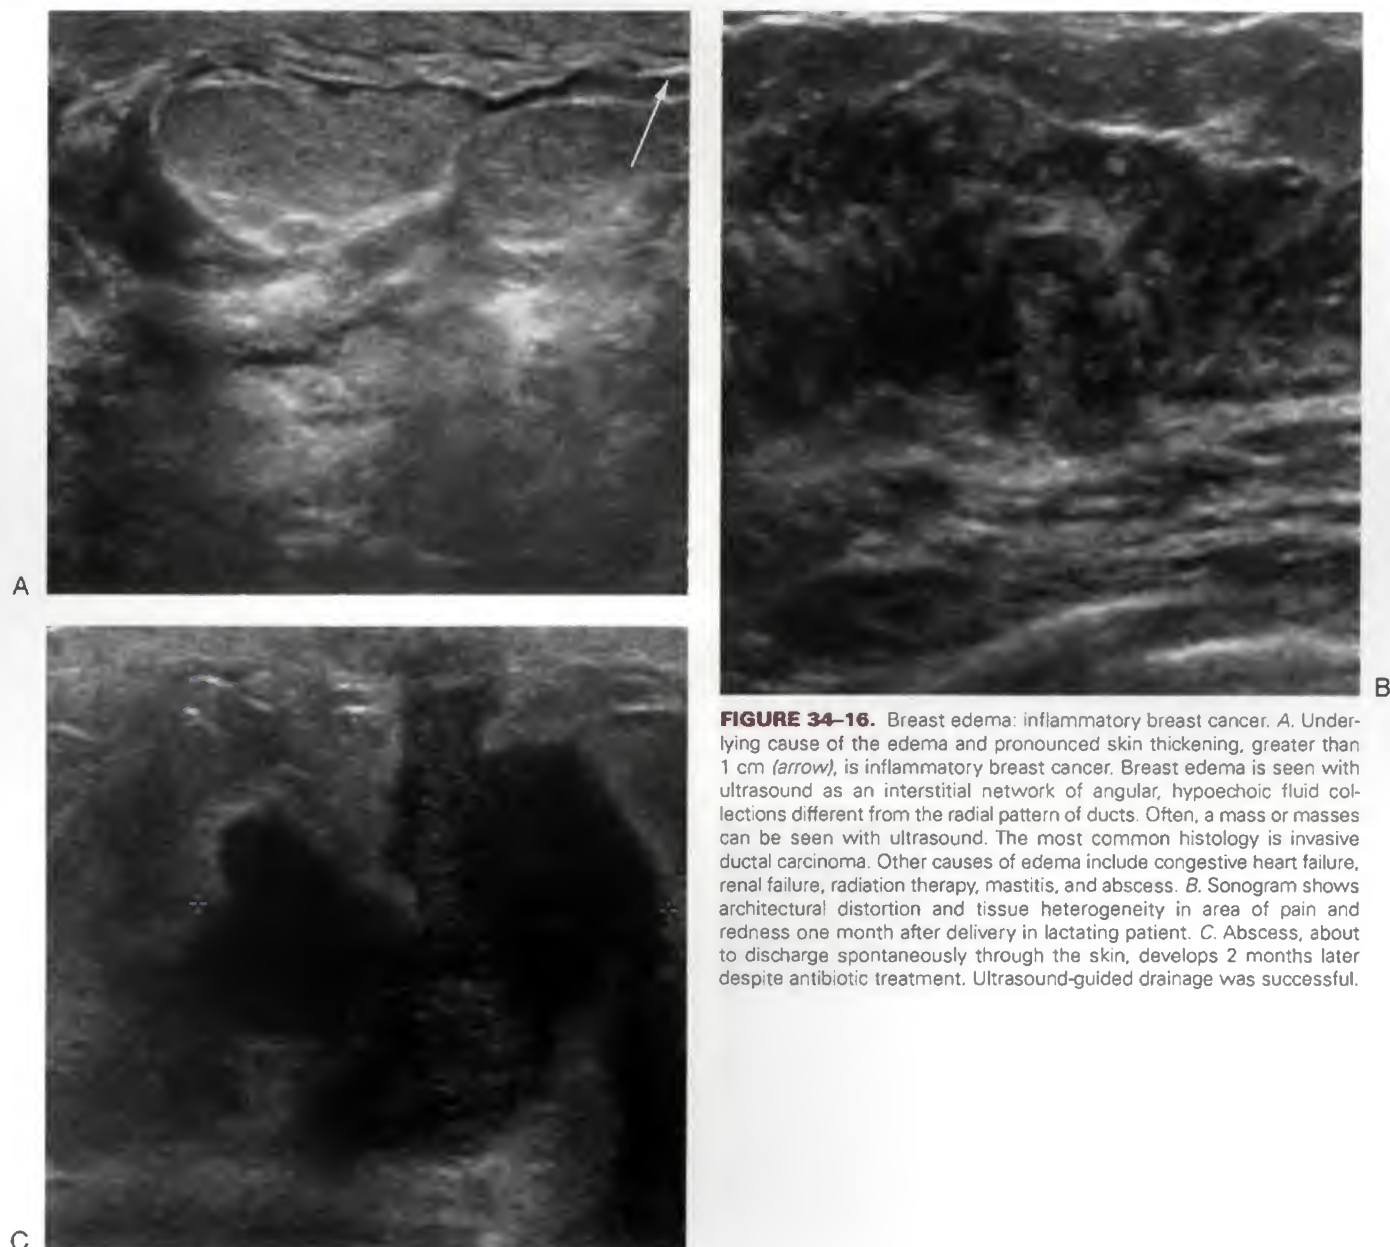 A
B
C
FIGURE 34–16. Breast edema: inflammatory breast cancer. A. Under-
lying cause of the edema and pronounced skin thickening, greater than
1 cm (arrow), is inflammatory breast cancer. Breast edema is seen with
ultrasound as an interstitial network of angular, hypoechoic fluid col-
lections different from the radial pattern of ducts. Often, a mass or masses
can be seen with ultrasound. The most common histology is invasive
ductal carcinoma. Other causes of edema include congestive heart failure,
renal failure, radiation therapy, mastitis, and abscess. B. Sonogram shows
architectural distortion and tissue heterogeneity in area of pain and
redness one month after delivery in lactating patient. C. Abscess, about
to discharge spontaneously through the skin, develops 2 months later
despite antibiotic treatment. Ultrasound-guided drainage was successful.